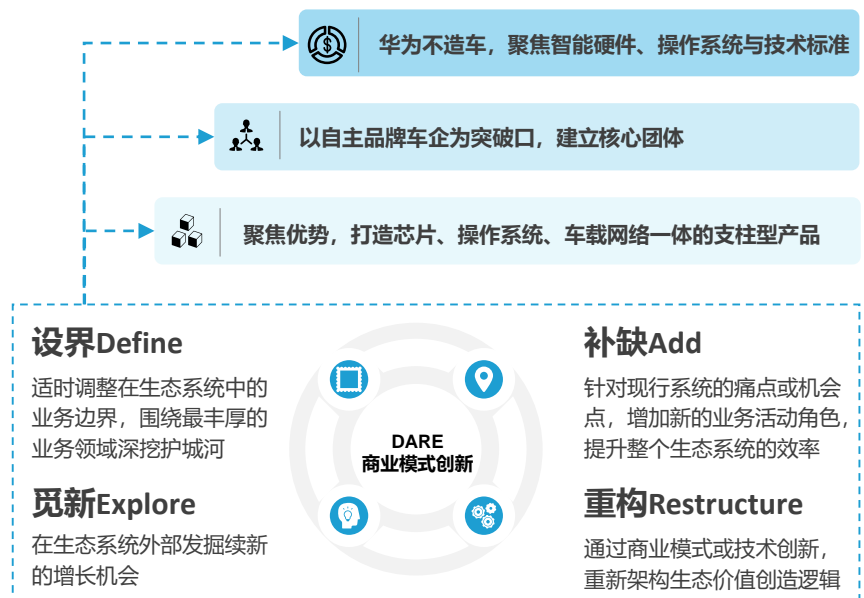 华为不造车，聚焦智能硬件、操作系统与技术标准
以自主品牌车企为突破口，建立核心团体
聚焦优势，打造芯片、操作系统、车载网络一体的支柱型产品
设界Define
适时调整在生态系统中的
业务边界，围绕最丰厚的
业务领域深挖护城河
补缺Add
针对现行系统的痛点或机会
点，增加新的业务活动角色，
提升整个生态系统的效率
DARE
商业模式创新
觅新Explore
在生态系统外部发掘续新
的增长机会
重构Restructure
通过商业模式或技术创新，
重新架构生态价值创造逻辑